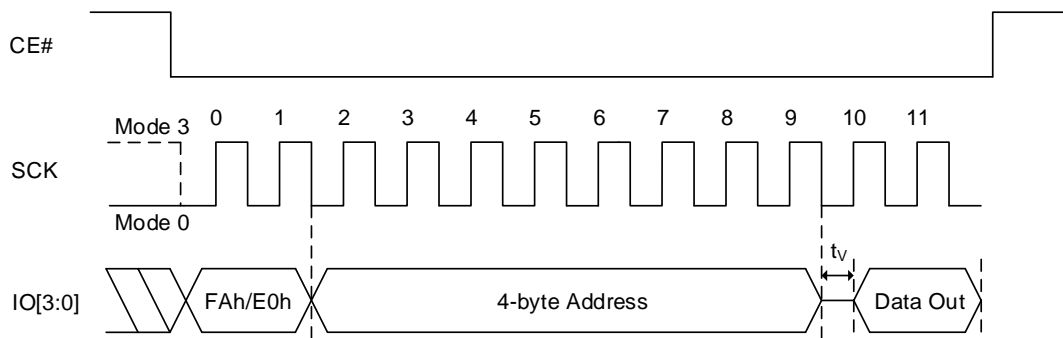 CE#
0 1 2 3 4 5 6 7 8 9 10 11
Mode 3
SCK
Mode 0
tV
IO[3:0]
FAh/E0h
4-byte Address
Data Out